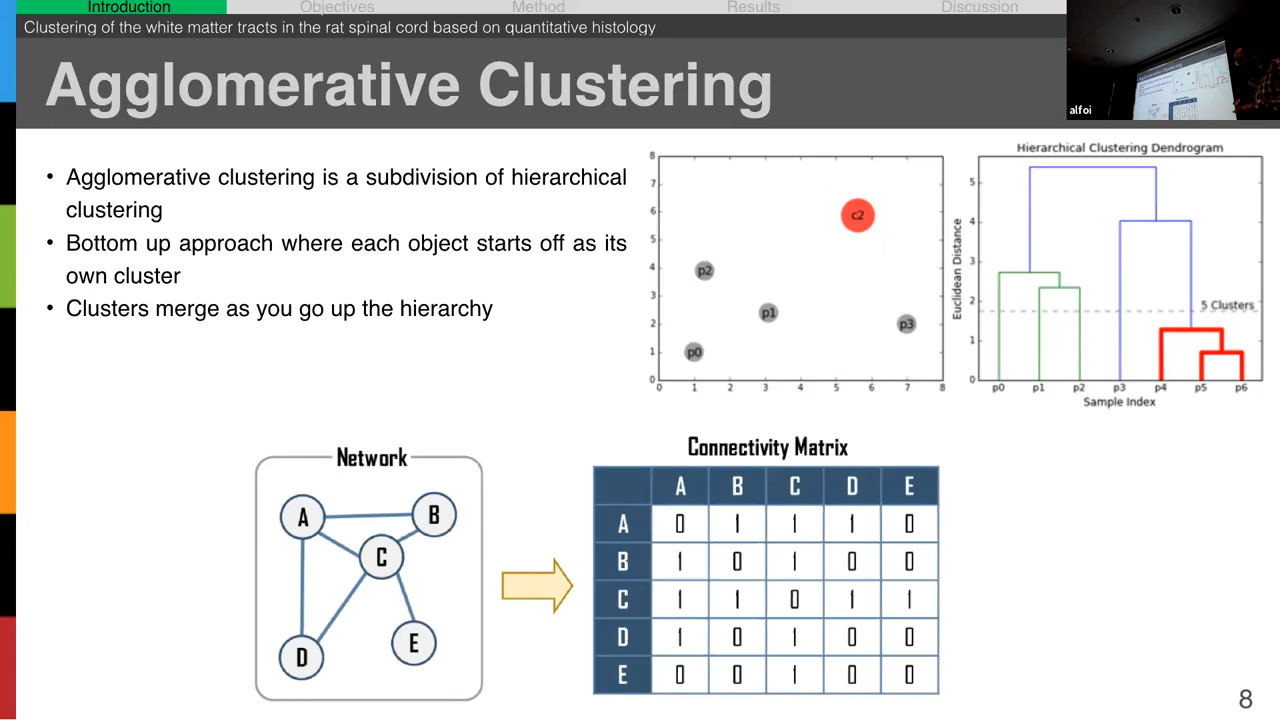 Introduction Objectives Method Results Discussion
Clustering of the white matter tracts in the rat spinal cord based on quantitative histology
Agglomerative Clustering
alfoi
• Agglomerative clustering is a subdivision of hierarchical
clustering
• Bottom up approach where each object starts off as its
own cluster
• Clusters merge as you go up the hierarchy
8
7
6
5
4
3
2
1
0
0 1 2 3 4 5 6 7 8
c2
p2
p1
p3
p0
Hierarchical Clustering Dendrogram
Euclidean Distance
5
4
3
2
1
0
5 Clusters
p0 p1 p2 p3 p4 p5 p6
Sample Index
Network
A
B
C
D
E
Connectivity Matrix
A B C D E
A 0 1 1 1 0
B 1 0 1 0 0
C 1 1 0 1 1
D 1 0 1 0 0
E 0 0 1 0 0
8